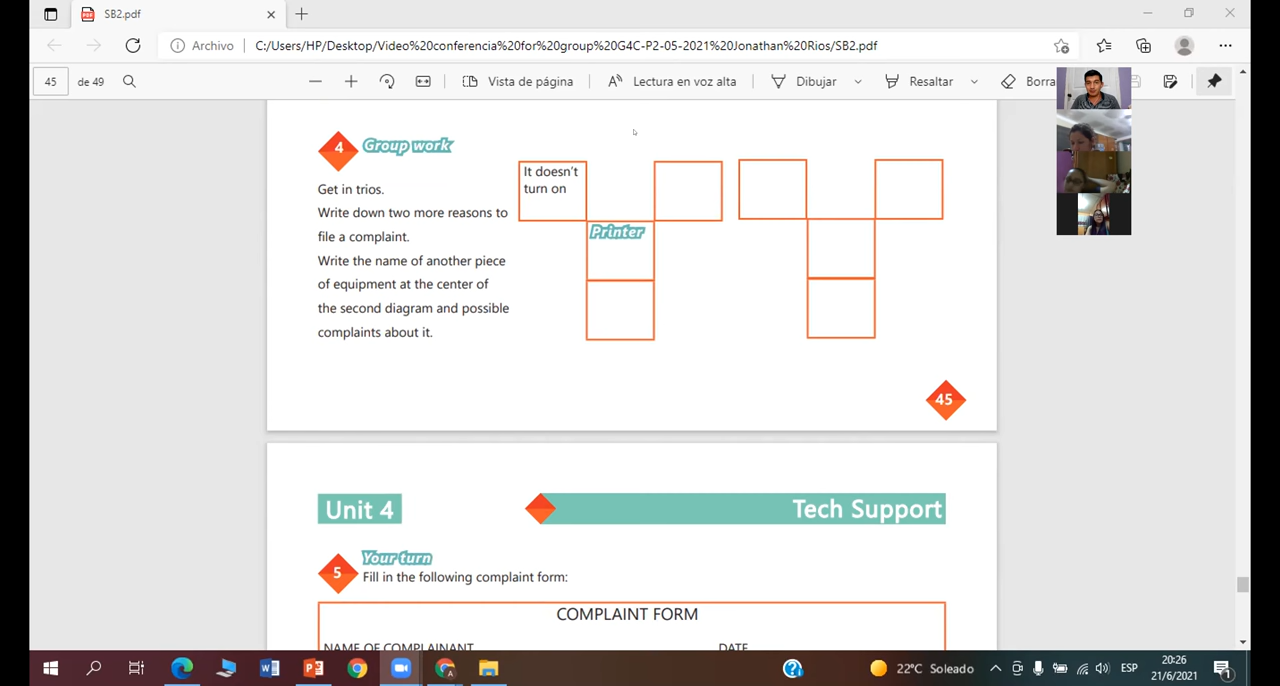 SB2.pdf
Archivo
C:/Users/HP/Desktop/Video%20conferencia%20for%20group%20G4C-P2-05-2021%20Jonathan%20Rios/SB2.pdf
45
de 49
Vista de página
Lectura en voz alta
Dibujar
Resaltar
Borra
4
Group work
Get in trios.
Write down two more reasons to
file a complaint.
Write the name of another piece
of equipment at the center of
the second diagram and possible
complaints about it.
It doesn't
turn on
Printer
45
Unit 4
Tech Support
5
Your turn
Fill in the following complaint form:
COMPLAINT FORM
NAME OF COMPLAINANT
DATE
22°C Soleado
ESP
20:26
21/6/2021
1